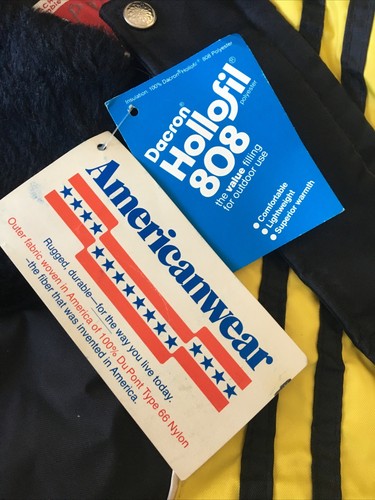 Insulation 100% Dacron® Hollofil® 808 Polyester
Dacron®
Hollofil®
polyester
808
the value filling
for outdoor use
• Comfortable
• Lightweight
• Superior warmth
Americanwear
Rugged, durable—for the way you live today.
Outer fabric woven in America of 100% Du Pont Type 66 Nylon
–the fiber that was invented in America.